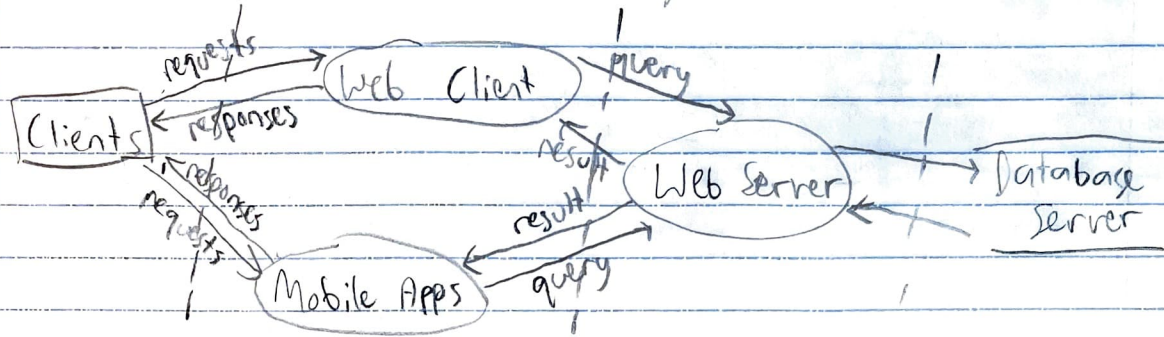 requests
Web Client
query
Clients
responses
result
Web Server
Database
Server
responses
requests
result
Mobile Apps
query